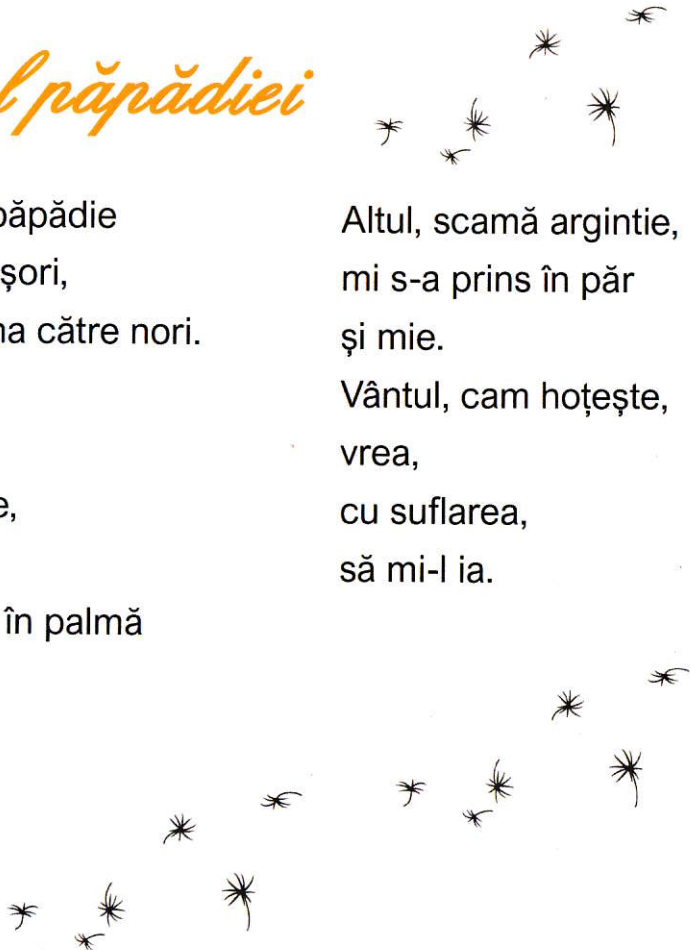 l păpădiei
păpădie
șori,
na către nori.
e,
în palmă
Altul, scamă argintie,
mi s-a prins în păr
și mie.
Vântul, cam hoțește,
vrea,
cu suflarea,
să mi-l ia.